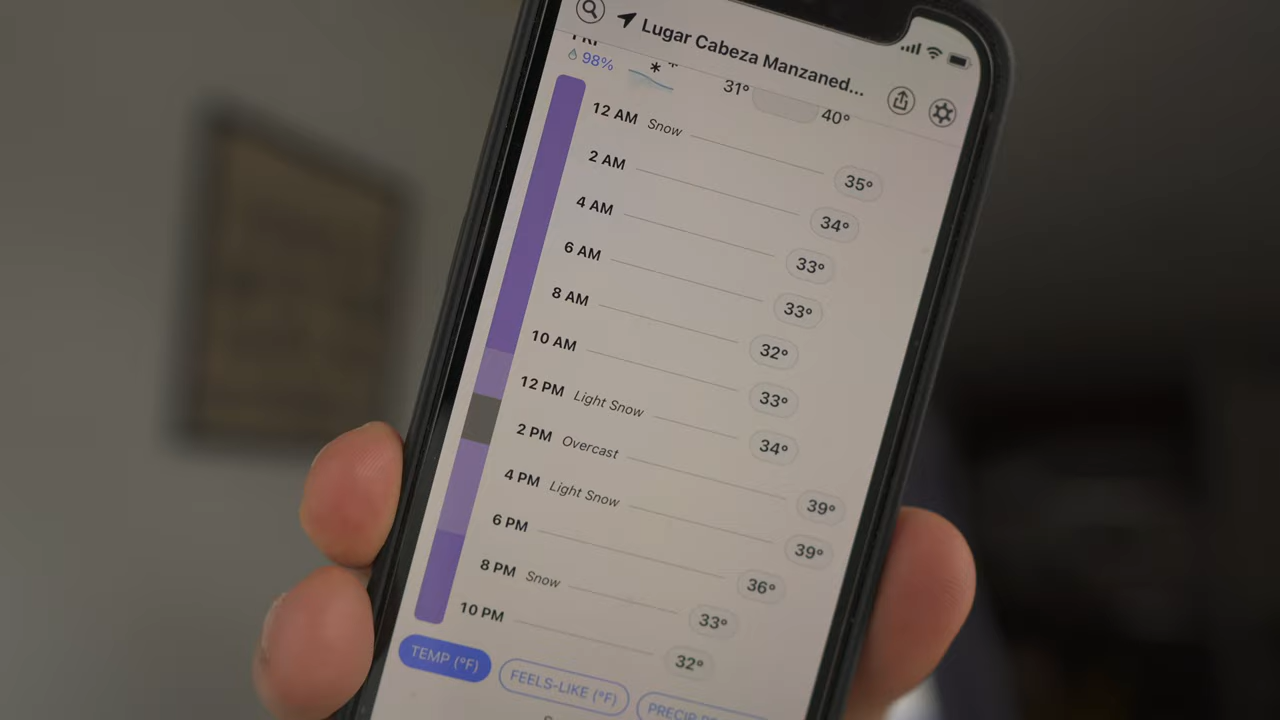 Lugar Cabeza Manzaned...
FRI
98%
31° 40°
12 AM Snow 35°
2 AM 34°
4 AM 33°
6 AM 33°
8 AM 32°
10 AM 33°
12 PM Light Snow 34°
2 PM Overcast 39°
4 PM Light Snow 39°
6 PM 36°
8 PM Snow 33°
10 PM 32°
TEMP (°F) FEELS-LIKE (°F)